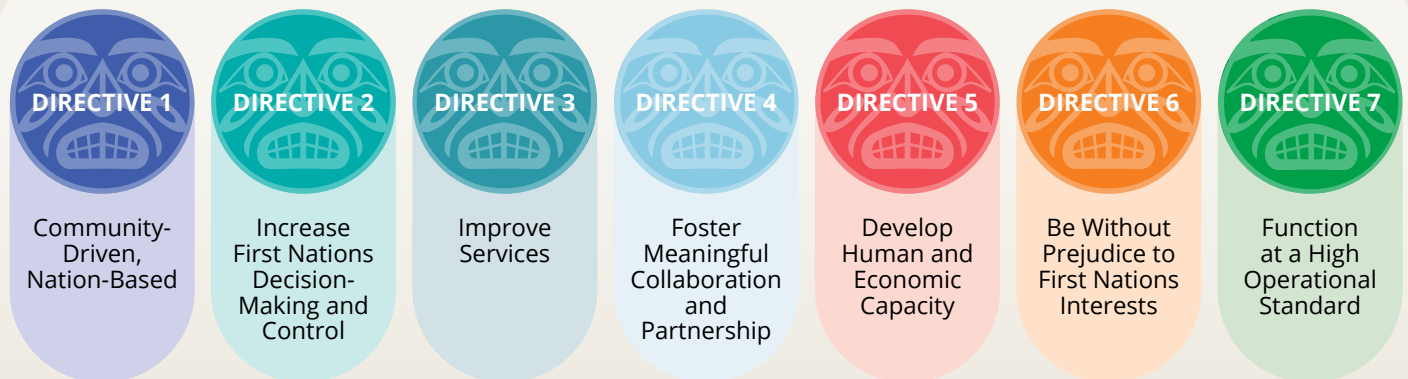 DIRECTIVE 1
Community-
Driven,
Nation-Based
DIRECTIVE 2
Increase
First Nations
Decision-
Making and
Control
DIRECTIVE 3
Improve
Services
DIRECTIVE 4
Foster
Meaningful
Collaboration
and
Partnership
DIRECTIVE 5
Develop
Human and
Economic
Capacity
DIRECTIVE 6
Be Without
Prejudice to
First Nations
Interests
DIRECTIVE 7
Function
at a High
Operational
Standard